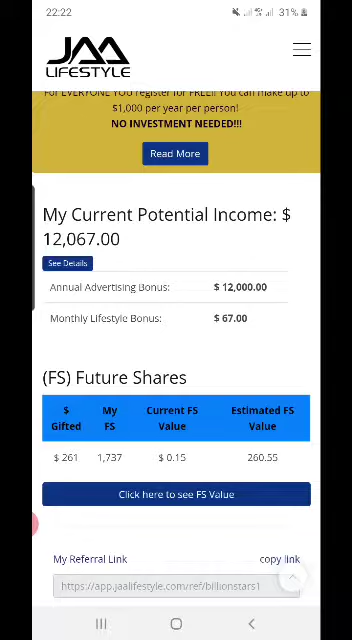 22:22
31%
JAA
LIFESTYLE
For EVERYONE YOU register for FREE!! You can make up to
$1,000 per year per person!
NO INVESTMENT NEEDED!!!
Read More
My Current Potential Income: $
12,067.00
See Details
Annual Advertising Bonus: $ 12,000.00
Monthly Lifestyle Bonus: $ 67.00
(FS) Future Shares
$ Gifted My FS Current FS Value Estimated FS Value
$ 261 1,737 $ 0.15 260.55
Click here to see FS Value
My Referral Link copy link
https://app.jaalifestyle.com/ref/billionstars1